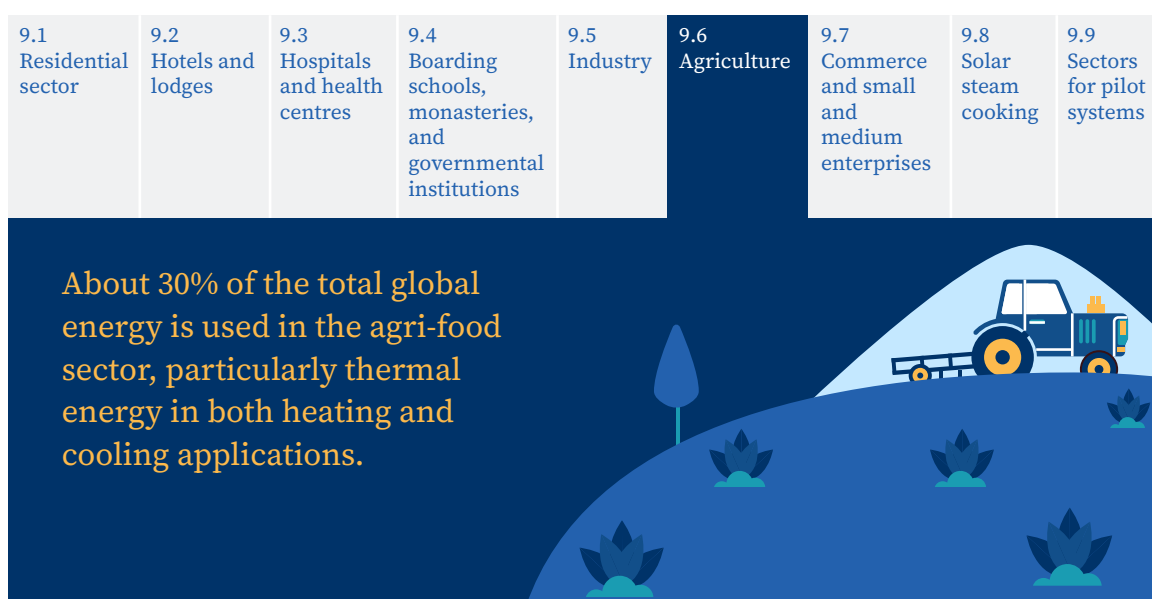 9.1
Residential
sector
9.2
Hotels and
lodges
9.3
Hospitals
and health
centres
9.4
Boarding
schools,
monasteries,
and
governmental
institutions
9.5
Industry
9.6
Agriculture
9.7
Commerce
and small
and
medium
enterprises
9.8
Solar
steam
cooking
9.9
Sectors
for pilot
systems
About 30% of the total global
energy is used in the agri-food
sector, particularly thermal
energy in both heating and
cooling applications.